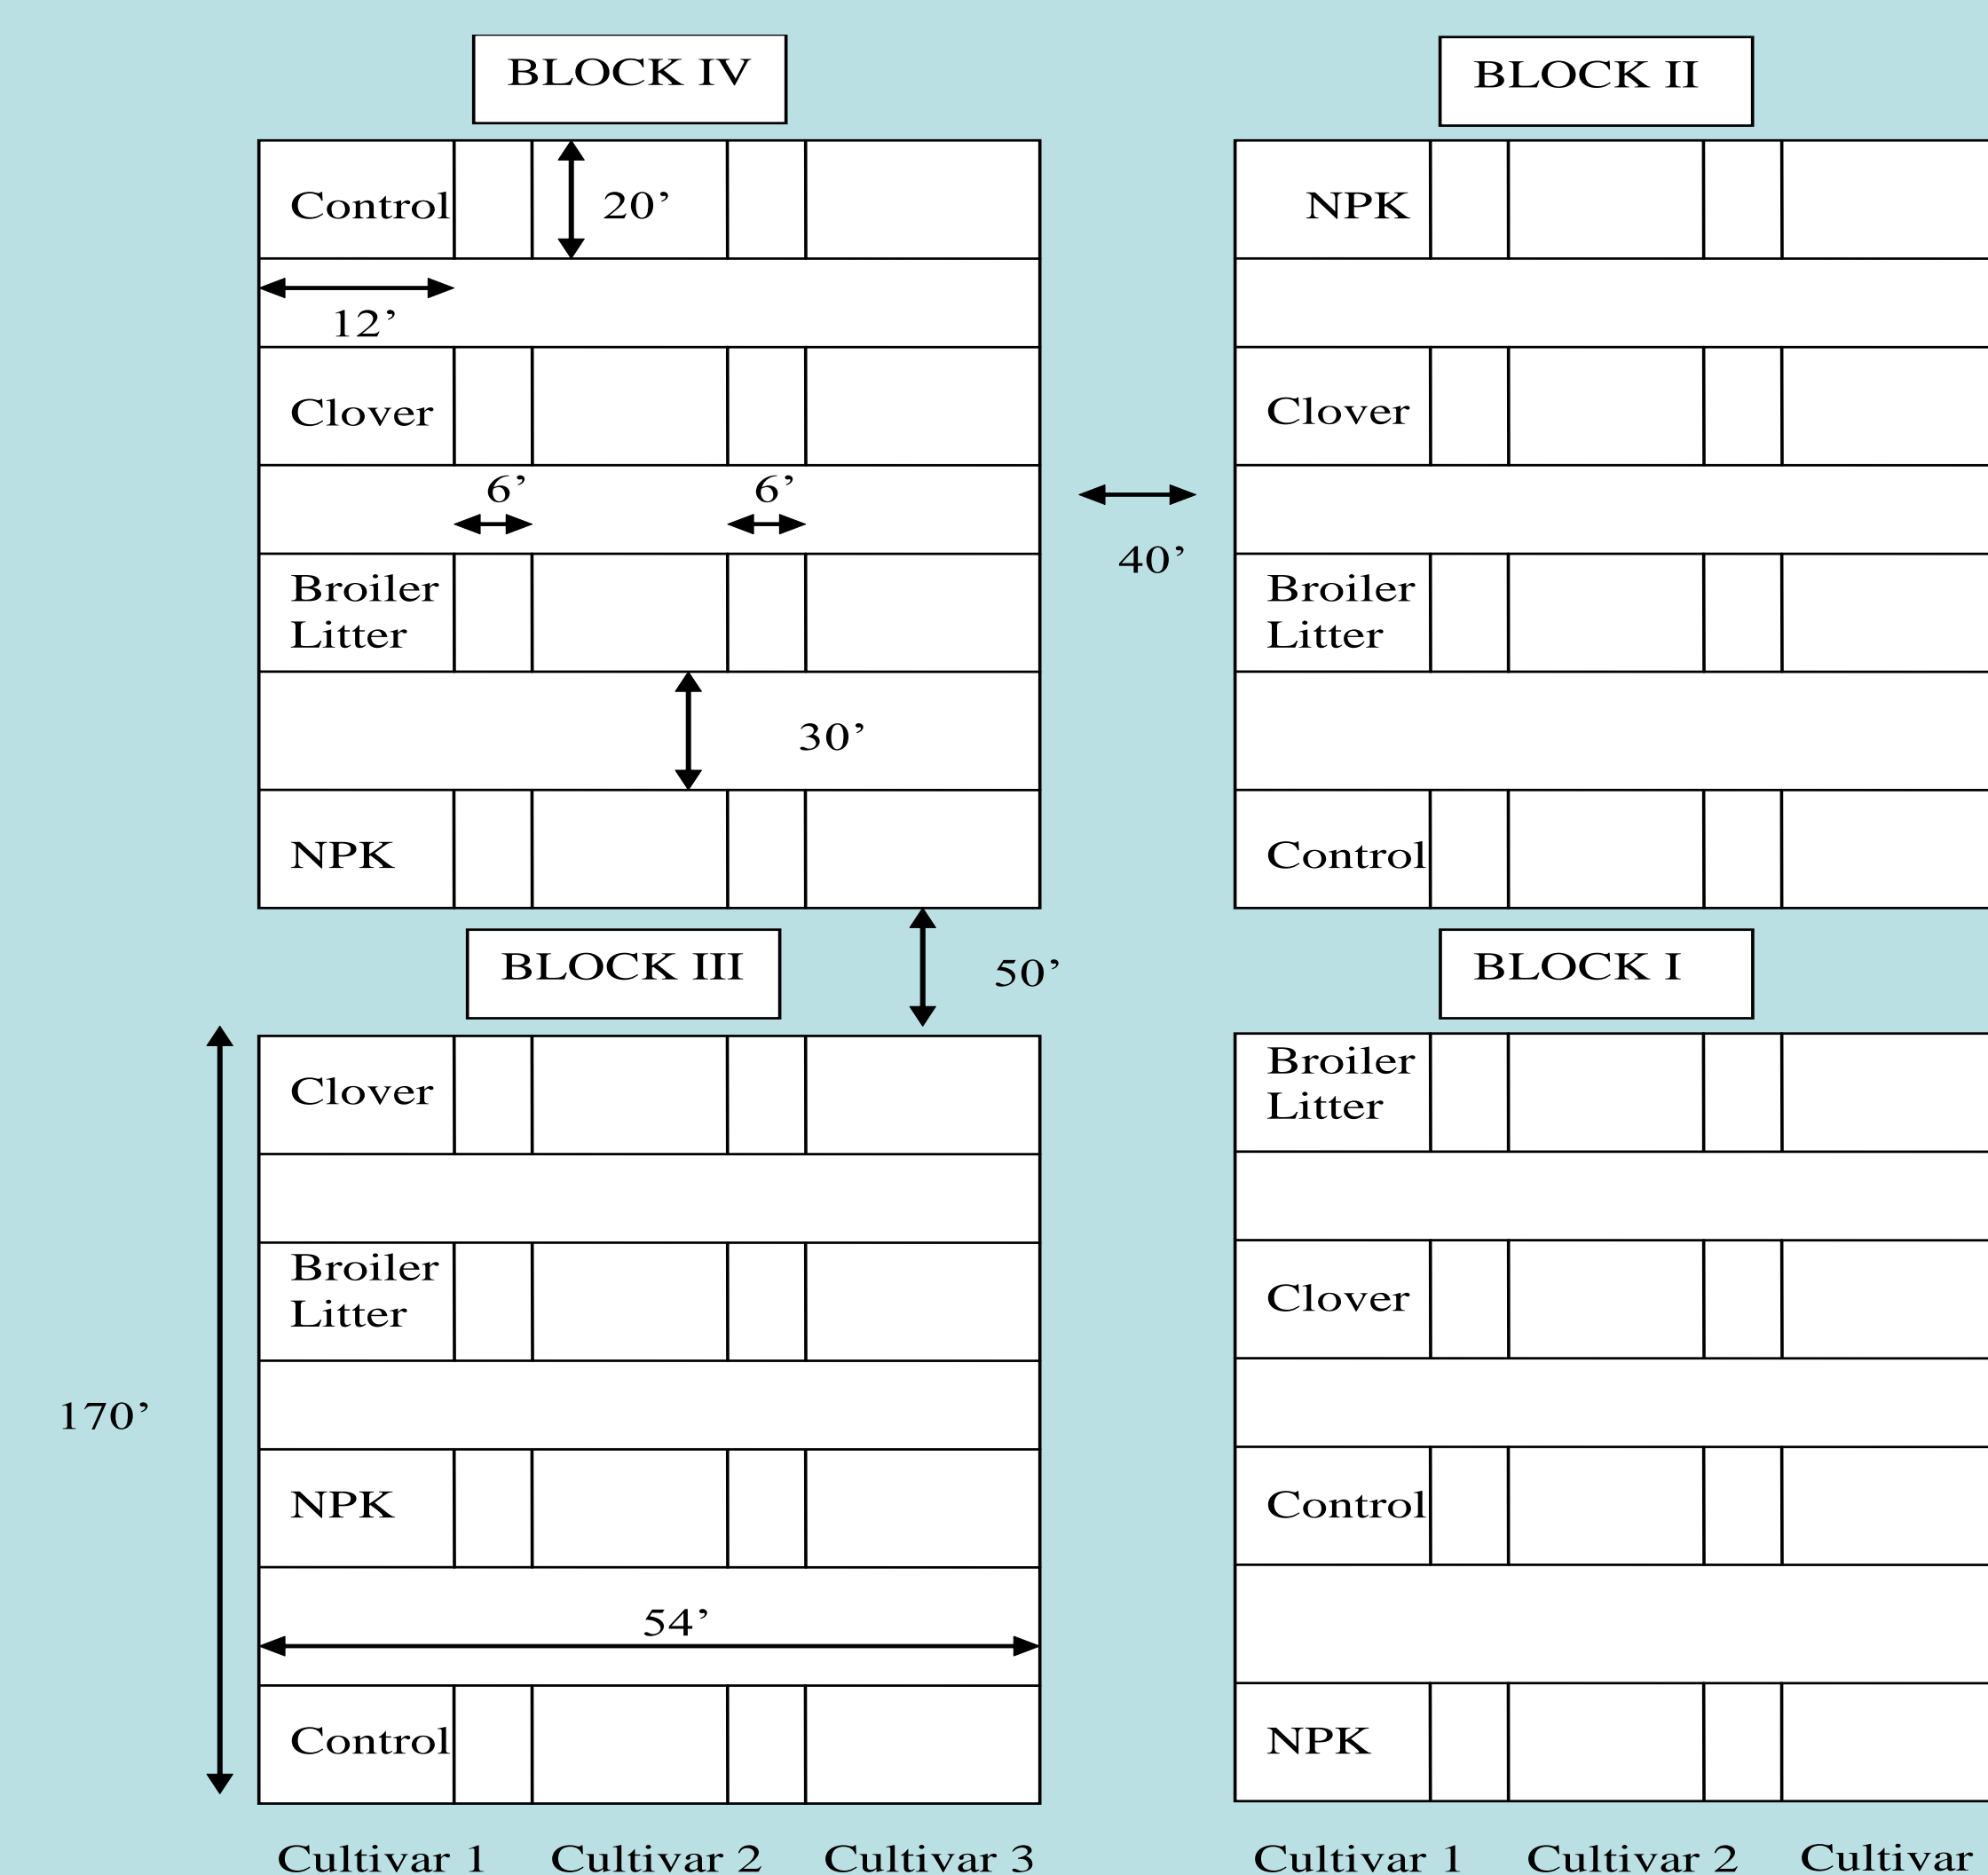 BLOCK IV
BLOCK II
Control
20’
NPK
12’
Clover
Clover
6’
6’
40’
Broiler
Litter
Broiler
Litter
30’
NPK
Control
BLOCK III
50’
BLOCK I
Clover
Broiler
Litter
Broiler
Litter
Clover
170’
NPK
Control
54’
Control
NPK
Cultivar 1
Cultivar 2
Cultivar 3
Cultivar 1
Cultivar 2
Cultivar